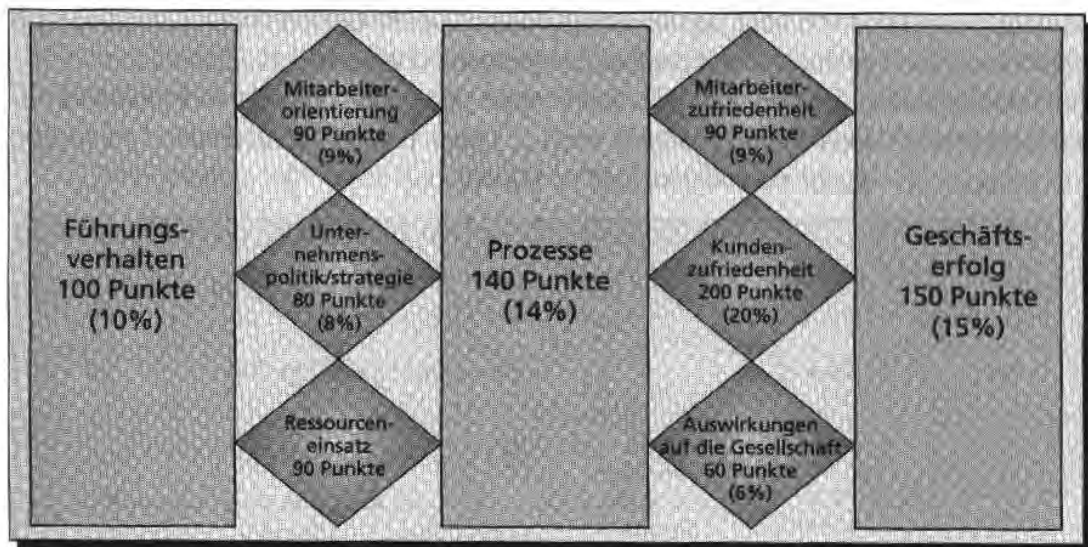 Führungs-
verhalten
100 Punkte
(10%)
Mitarbeiter-
orientierung
90 Punkte
(9%)
Unter-
nehmens-
politik/strategie
80 Punkte
(8%)
Ressourcen-
einsatz
90 Punkte
Prozesse
140 Punkte
(14%)
Mitarbeiter-
zufriedenheit
90 Punkte
(9%)
Kunden-
zufriedenheit
200 Punkte
(20%)
Auswirkungen
auf die Gesellschaft
60 Punkte
(6%)
Geschäfts-
erfolg
150 Punkte
(15%)